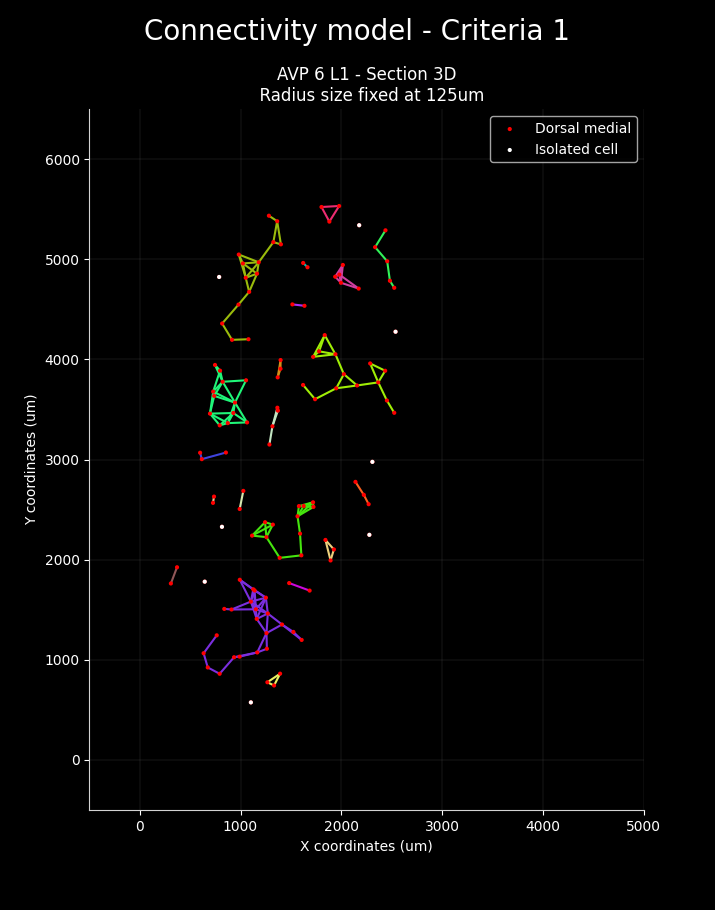 Connectivity model - Criteria 1
AVP 6 L1 - Section 3D
Radius size fixed at 125um
Dorsal medial
Isolated cell
6000
5000
4000
3000
2000
1000
0
Y coordinates (um)
0 1000 2000 3000 4000 5000
X coordinates (um)